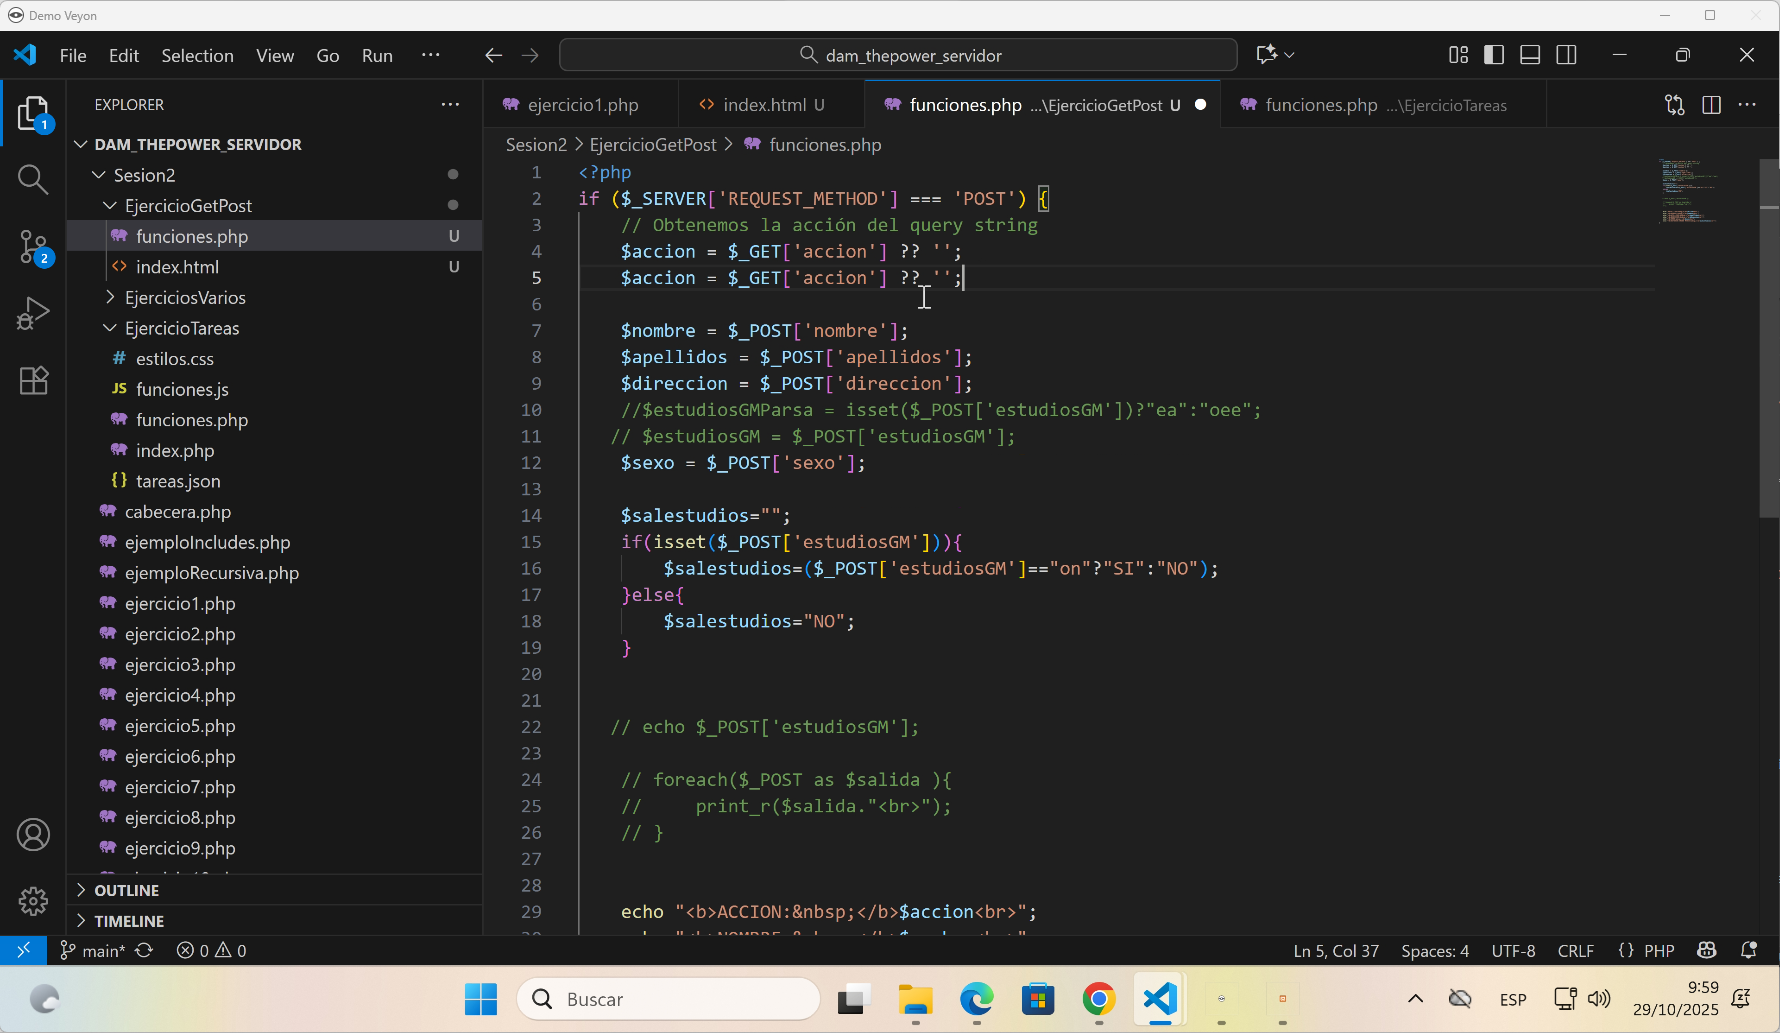 Demo Veyon
File Edit Selection View Go Run ··· dam_thepower_servidor
EXPLORER ···
DAM_THEPOWER_SERVIDOR
Sesion2
EjercicioGetPost
funciones.php U
index.html U
EjerciciosVarios
EjercicioTareas
# estilos.css
JS funciones.js
funciones.php
index.php
{} tareas.json
cabecera.php
ejemploIncludes.php
ejemploRecursiva.php
ejercicio1.php
ejercicio2.php
ejercicio3.php
ejercicio4.php
ejercicio5.php
ejercicio6.php
ejercicio7.php
ejercicio8.php
ejercicio9.php
OUTLINE
TIMELINE
1
2
ejercicio1.php <> index.html U funciones.php ...\EjercicioGetPost U funciones.php ...\EjercicioTareas
Sesion2 > EjercicioGetPost > funciones.php
1 <?php
2 if ($_SERVER['REQUEST_METHOD'] === 'POST') {
3 // Obtenemos la acción del query string
4 $accion = $_GET['accion'] ?? '';
5 $accion = $_GET['accion'] ?? '';
6
7 $nombre = $_POST['nombre'];
8 $apellidos = $_POST['apellidos'];
9 $direccion = $_POST['direccion'];
10 //$estudiosGMParsa = isset($_POST['estudiosGM'])?"ea":"oee";
11 // $estudiosGM = $_POST['estudiosGM'];
12 $sexo = $_POST['sexo'];
13
14 $salestudios="";
15 if(isset($_POST['estudiosGM'])){
16 $salestudios=($_POST['estudiosGM']=="on"?"SI":"NO");
17 }else{
18 $salestudios="NO";
19 }
20
21
22 // echo $_POST['estudiosGM'];
23
24 // foreach($_POST as $salida ){
25 // print_r($salida."<br>");
26 // }
27
28
29 echo "<b>ACCION:&nbsp;</b>$accion<br>";
main* 0 0 Ln 5, Col 37 Spaces: 4 UTF-8 CRLF {} PHP
Buscar ESP 9:59
29/10/2025